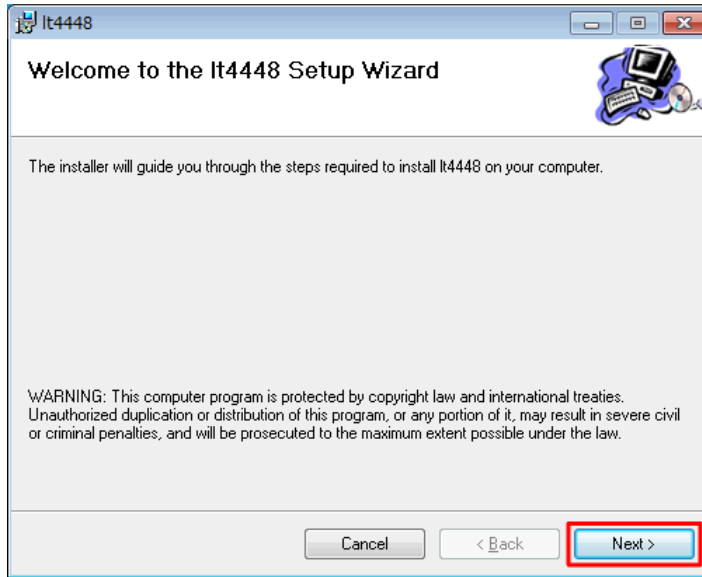 It4448
Welcome to the It4448 Setup Wizard
The installer will guide you through the steps required to install It4448 on your computer.
WARNING: This computer program is protected by copyright law and international treaties.
Unauthorized duplication or distribution of this program, or any portion of it, may result in severe civil
or criminal penalties, and will be prosecuted to the maximum extent possible under the law.
Cancel
< Back
Next >